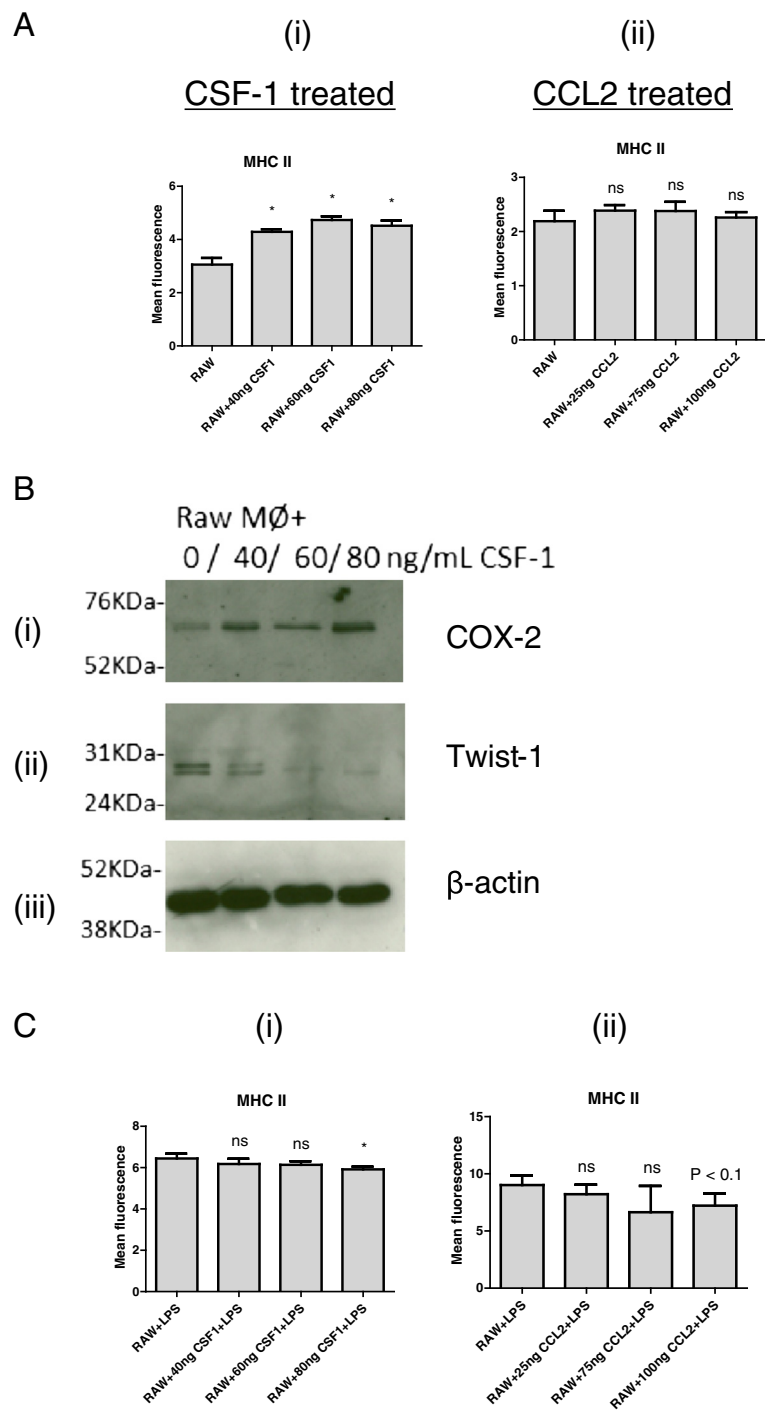 A
(i)
(ii)
CSF-1 treated
CCL2 treated
MHC II
Mean fluorescence
6
4
2
0
*
*
*
RAW
RAW+40ng CSF1
RAW+60ng CSF1
RAW+80ng CSF1
MHC II
Mean fluorescence
3
2
1
0
ns
ns
ns
RAW
RAW+25ng CCL2
RAW+75ng CCL2
RAW+100ng CCL2
B
Raw MØ+
0 / 40/ 60/ 80 ng/mL CSF-1
(i)
76KDa-
52KDa-
COX-2
(ii)
31KDa-
24KDa-
Twist-1
(iii)
52KDa-
38KDa-
β-actin
C
(i)
(ii)
MHC II
Mean fluorescence
8
6
4
2
0
ns
ns
*
RAW+LPS
RAW+40ng CSF1+LPS
RAW+60ng CSF1+LPS
RAW+80ng CSF1+LPS
MHC II
Mean fluorescence
15
10
5
0
ns
ns
P < 0.1
RAW+LPS
RAW+25ng CCL2+LPS
RAW+75ng CCL2+LPS
RAW+100ng CCL2+LPS